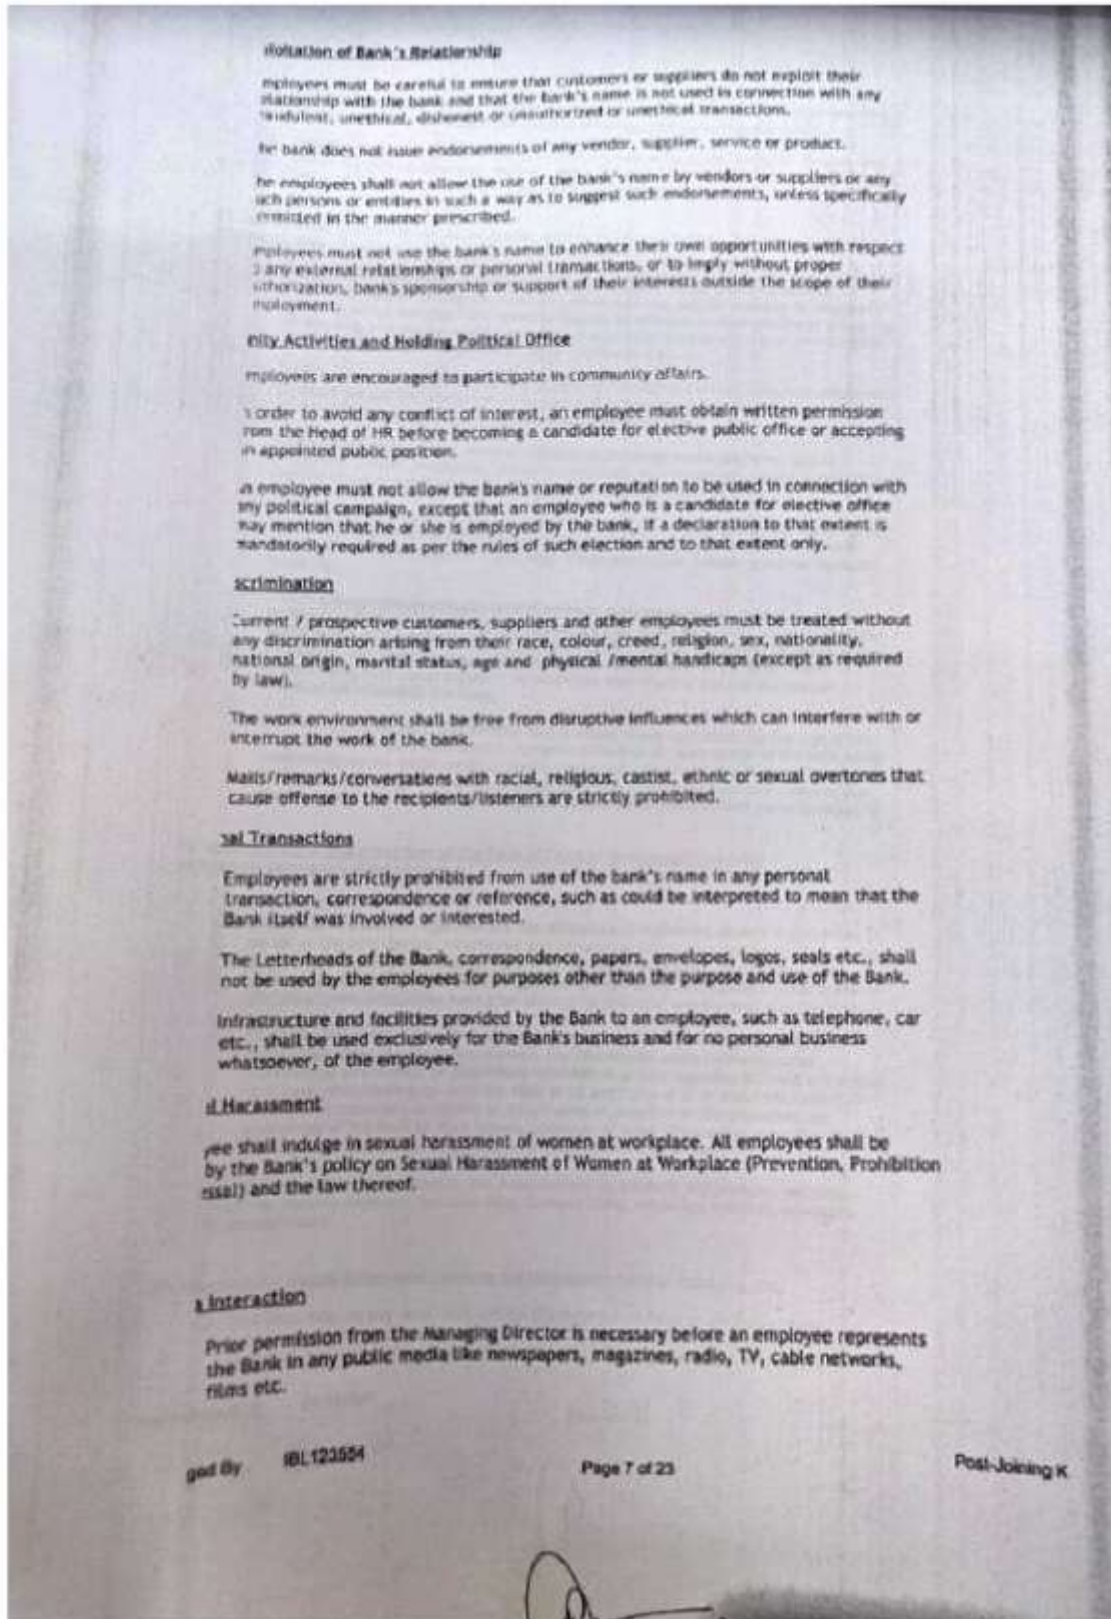 ploitation of Bank's Relationship
mployees must be careful to ensure that customers or suppliers do not exploit their
elationship with the bank and that the bank's name is not used in connection with any
raudulent, unethical, dishonest or unauthorized or unethical transactions.
he bank does not issue endorsements of any vendor, supplier, service or product.
he employees shall not allow the use of the bank's name by vendors or suppliers or any
uch persons or entities in such a way as to suggest such endorsements, unless specifically
ermitted in the manner prescribed.
mployees must not use the bank's name to enhance their own opportunities with respect
o any external relationships or personal transactions, or to imply without proper
uthorization, bank's sponsorship or support of their interests outside the scope of their
mployment.
nity Activities and Holding Political Office
mployees are encouraged to participate in community affairs.
n order to avoid any conflict of interest, an employee must obtain written permission
rom the Head of HR before becoming a candidate for elective public office or accepting
an appointed public position.
An employee must not allow the bank's name or reputation to be used in connection with
any political campaign, except that an employee who is a candidate for elective office
may mention that he or she is employed by the bank, if a declaration to that extent is
mandatorily required as per the rules of such election and to that extent only.
scrimination
Current / prospective customers, suppliers and other employees must be treated without
any discrimination arising from their race, colour, creed, religion, sex, nationality,
national origin, marital status, age and physical /mental handicaps (except as required
by law).
The work environment shall be free from disruptive influences which can interfere with or
interrupt the work of the bank.
Mails/remarks/conversations with racial, religious, castist, ethnic or sexual overtones that
cause offense to the recipients/listeners are strictly prohibited.
nal Transactions
Employees are strictly prohibited from use of the bank's name in any personal
transaction, correspondence or reference, such as could be interpreted to mean that the
Bank itself was involved or interested.
The Letterheads of the Bank, correspondence, papers, envelopes, logos, seals etc., shall
not be used by the employees for purposes other than the purpose and use of the Bank.
Infrastructure and facilities provided by the Bank to an employee, such as telephone, car
etc., shall be used exclusively for the Bank's business and for no personal business
whatsoever, of the employee.
l Harassment
yee shall indulge in sexual harassment of women at workplace. All employees shall be
by the Bank's policy on Sexual Harassment of Women at Workplace (Prevention, Prohibition
essal) and the law thereof.
a Interaction
Prior permission from the Managing Director is necessary before an employee represents
the Bank in any public media like newspapers, magazines, radio, TV, cable networks,
films etc.
ged By IBL123554 Page 7 of 23 Post-Joining K